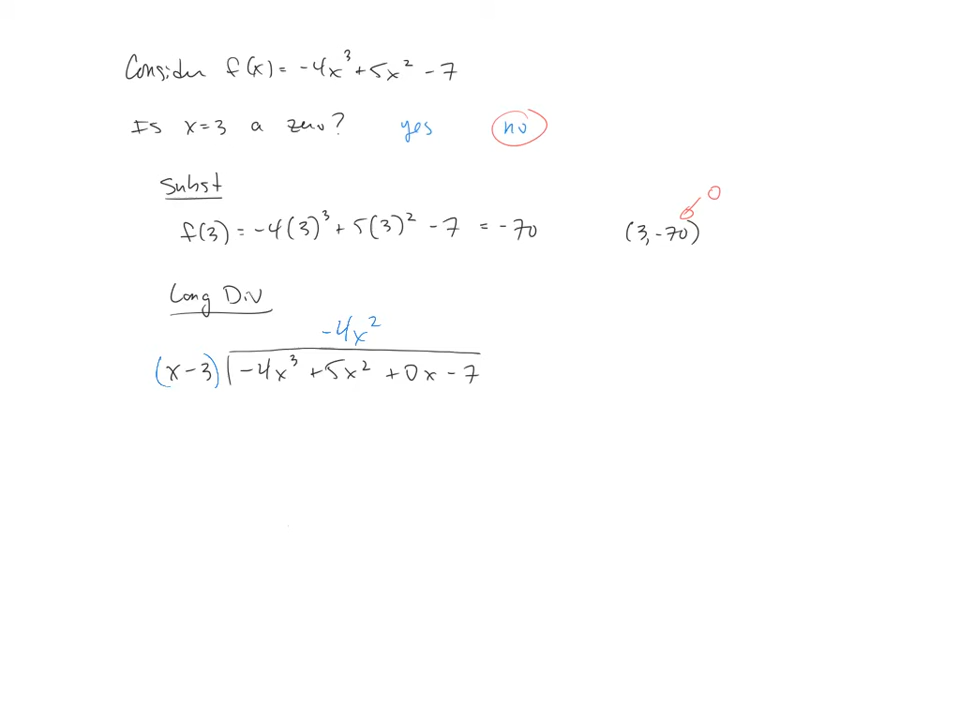 Consider f(x) = -4x³ + 5x² - 7
Is x=3 a zero? yes no
Subst
f(3) = -4(3)³ + 5(3)² - 7 = -70 (3, -70) 0
Long Div
-4x²
(x-3) -4x³ + 5x² + 0x - 7